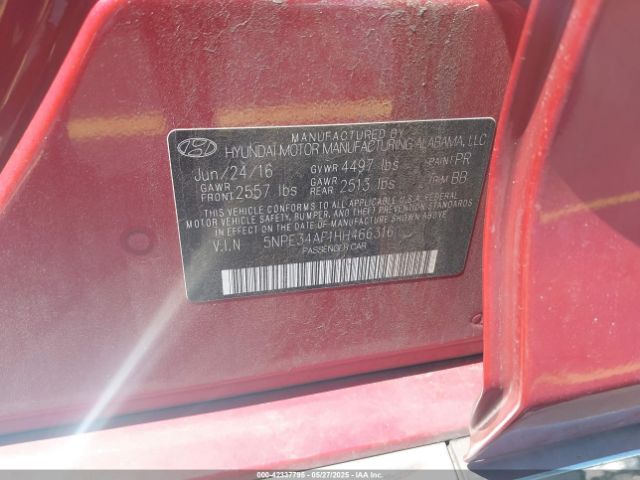 MANUFACTURED BY
HYUNDAI MOTOR MANUFACTURING ALABAMA, LLC
Jun/24/16 GVWR 4497 lbs PAINT PR
GAWR FRONT 2557 lbs GAWR REAR 2513 lbs TRIM BB
THIS VEHICLE CONFORMS TO ALL APPLICABLE U.S.A. FEDERAL
MOTOR VEHICLE SAFETY, BUMPER, AND THEFT PREVENTION STANDARDS
IN EFFECT ON THE DATE OF MANUFACTURE SHOWN ABOVE.
V.I.N 5NPE34AF1HH466316
PASSENGER CAR
000-42337795 - 05/27/2025 - IAAI.COM